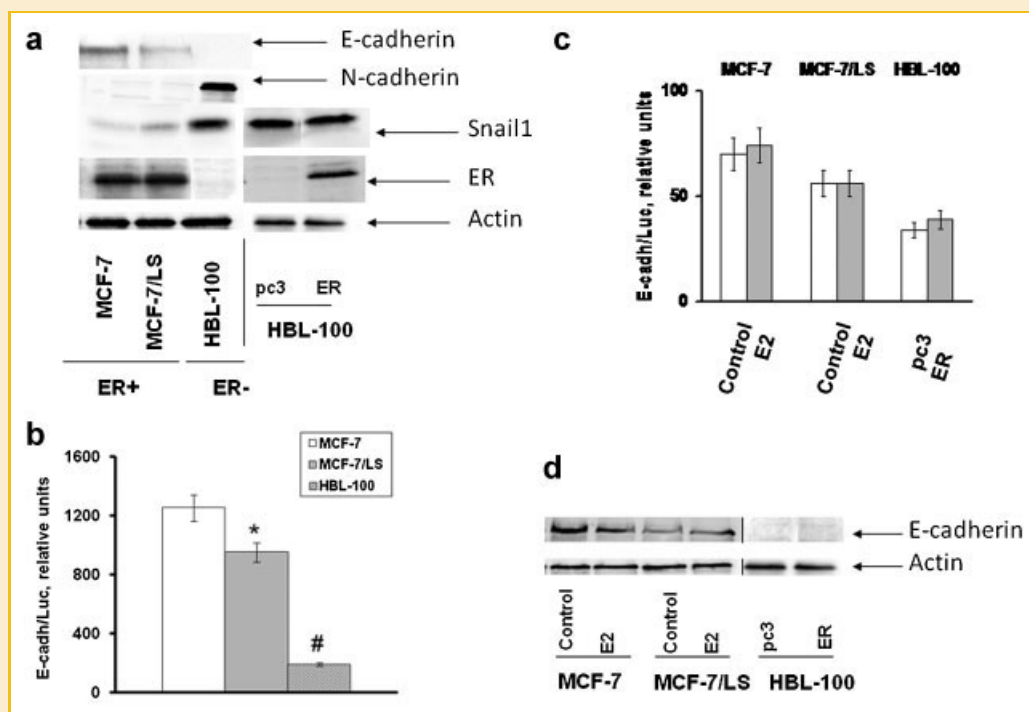 a
E-cadherin
N-cadherin
Snail1
ER
Actin
MCF-7
MCF-7/LS
HBL-100
pc3 ER
HBL-100
ER+ ER-
b
E-cadh/Luc, relative units
1600
1200
800
400
0
MCF-7
MCF-7/LS
HBL-100
*
#
c
MCF-7 MCF-7/LS HBL-100
E-cadh/Luc, relative units
100
50
0
Control
E2
Control
E2
pc3
ER
d
E-cadherin
Actin
Control
E2
Control
E2
pc3
ER
MCF-7 MCF-7/LS HBL-100